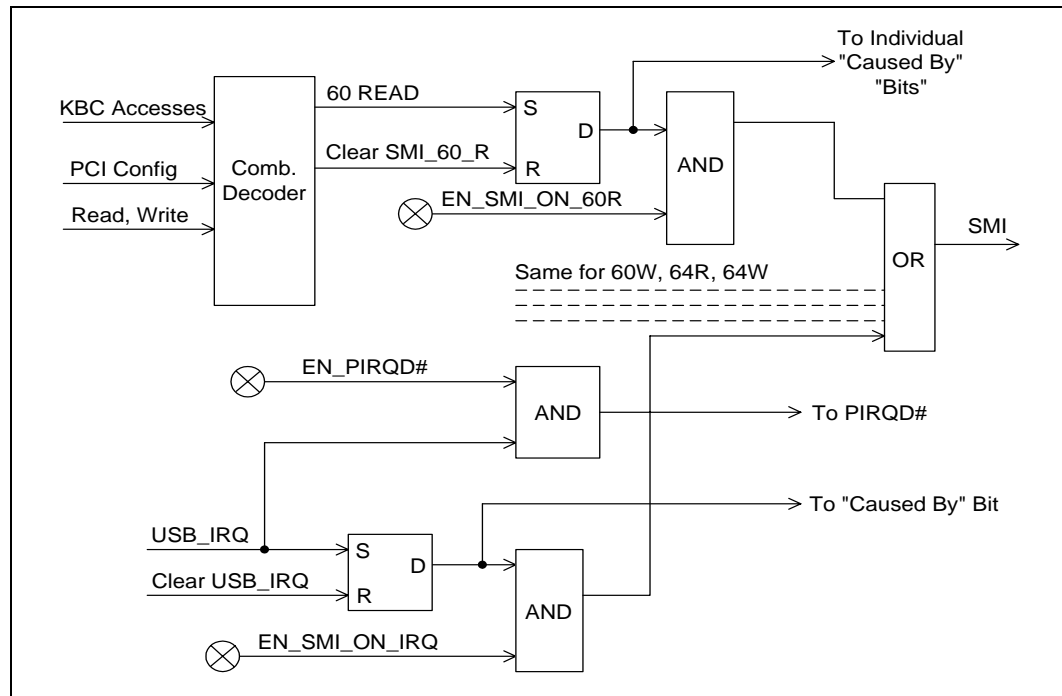 To Individual
"Caused By"
"Bits"
60 READ
KBC Accesses
S
D
Clear SMI_60_R
AND
PCI Config
Comb.
Decoder
R
Read, Write
EN_SMI_ON_60R
SMI
OR
Same for 60W, 64R, 64W
EN_PIRQD#
AND
To PIRQD#
To "Caused By" Bit
USB_IRQ
S
D
Clear USB_IRQ
R
AND
EN_SMI_ON_IRQ